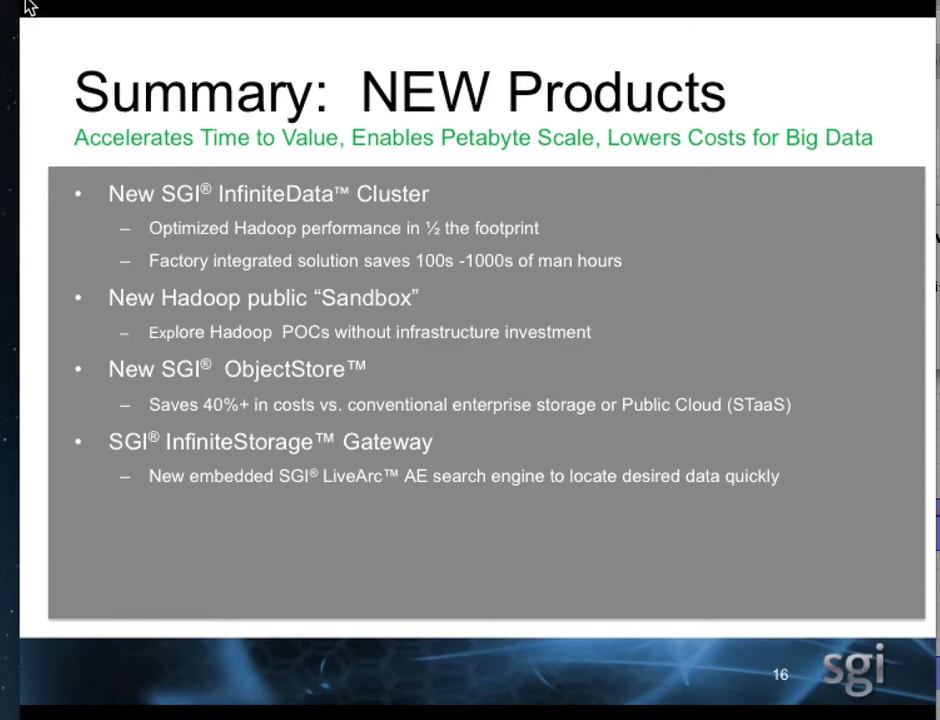 Summary:  NEW Products
Accelerates Time to Value, Enables Petabyte Scale, Lowers Costs for Big Data
• New SGI® InfiniteData™ Cluster
– Optimized Hadoop performance in ½ the footprint
– Factory integrated solution saves 100s -1000s of man hours
• New Hadoop public “Sandbox”
– Explore Hadoop  POCs without infrastructure investment
• New SGI®  ObjectStore™
– Saves 40%+ in costs vs. conventional enterprise storage or Public Cloud (STaaS)
• SGI® InfiniteStorage™ Gateway
– New embedded SGI® LiveArc™ AE search engine to locate desired data quickly
16
sgi